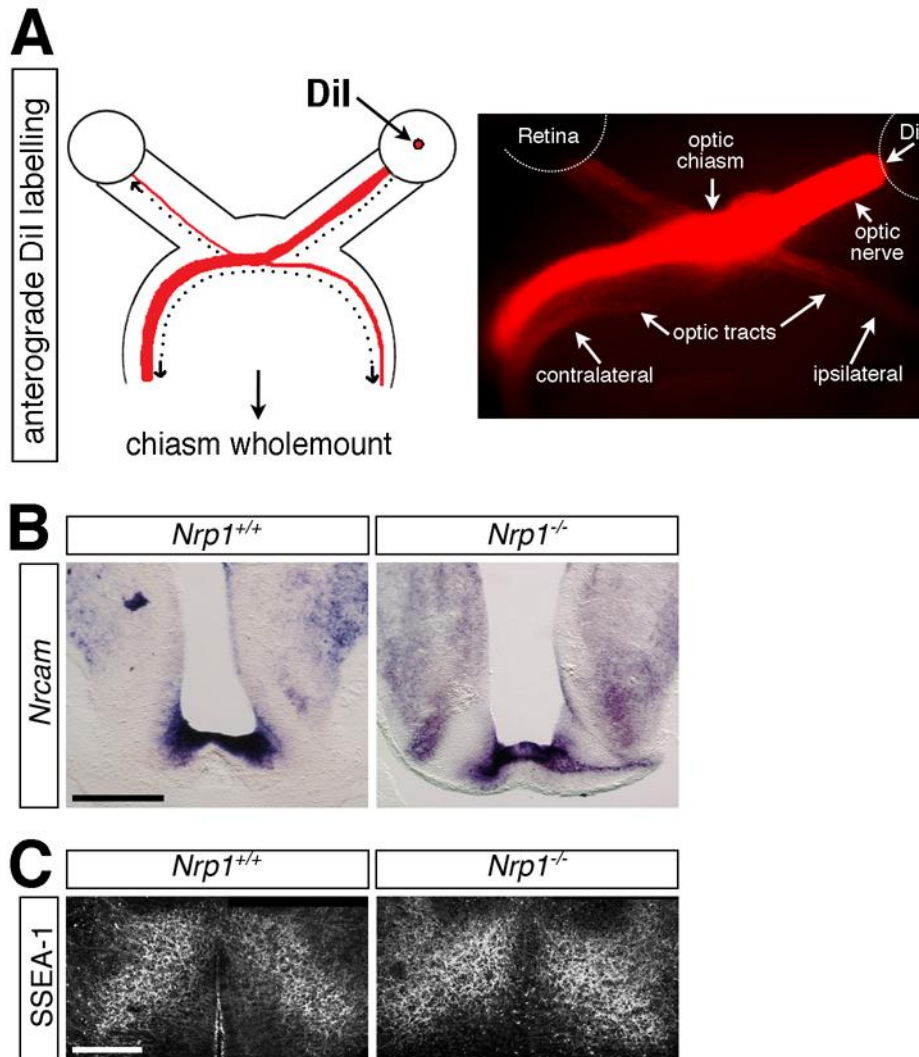 A
anterograde DiI labelling
DiI
chiasm wholemount
Retina
optic
chiasm
Di
optic
nerve
optic tracts
contralateral
ipsilateral
B
Nrp1+/+
Nrp1-/-
Nrcam
C
Nrp1+/+
Nrp1-/-
SSEA-1